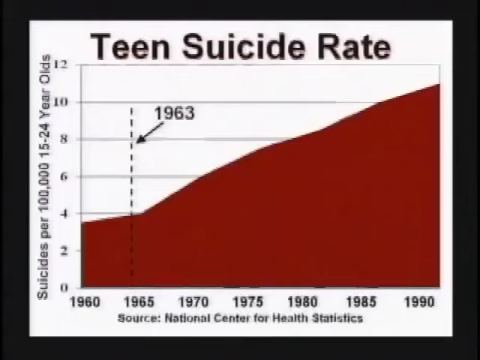 Teen Suicide Rate
Suicides per 100,000 15-24 Year Olds
12
10
8
6
4
2
0
1963
1960 1965 1970 1975 1980 1985 1990
Source: National Center for Health Statistics